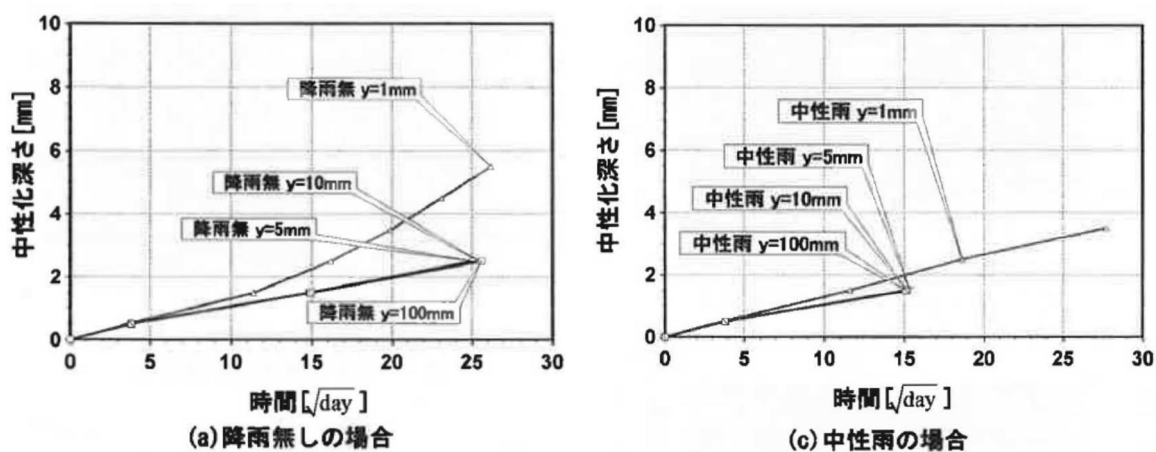 10
8
6
4
2
0
中性化深さ[mm]
降雨無 y=1mm
降雨無 y=10mm
降雨無 y=5mm
降雨無 y=100mm
0 5 10 15 20 25 30
時間[√day]
(a)降雨無しの場合
10
8
6
4
2
0
中性化深さ[mm]
中性雨 y=1mm
中性雨 y=5mm
中性雨 y=10mm
中性雨 y=100mm
0 5 10 15 20 25 30
時間[√day]
(c)中性雨の場合